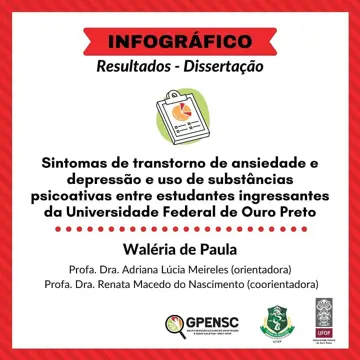 INFOGRÁFICO
Resultados - Dissertação
Sintomas de transtorno de ansiedade e
depressão e uso de substâncias
psicoativas entre estudantes ingressantes
da Universidade Federal de Ouro Preto
Waléria de Paula
Profa. Dra. Adriana Lúcia Meireles (orientadora)
Profa. Dra. Renata Macedo do Nascimento (coorientadora)
GPENSC
UFOP